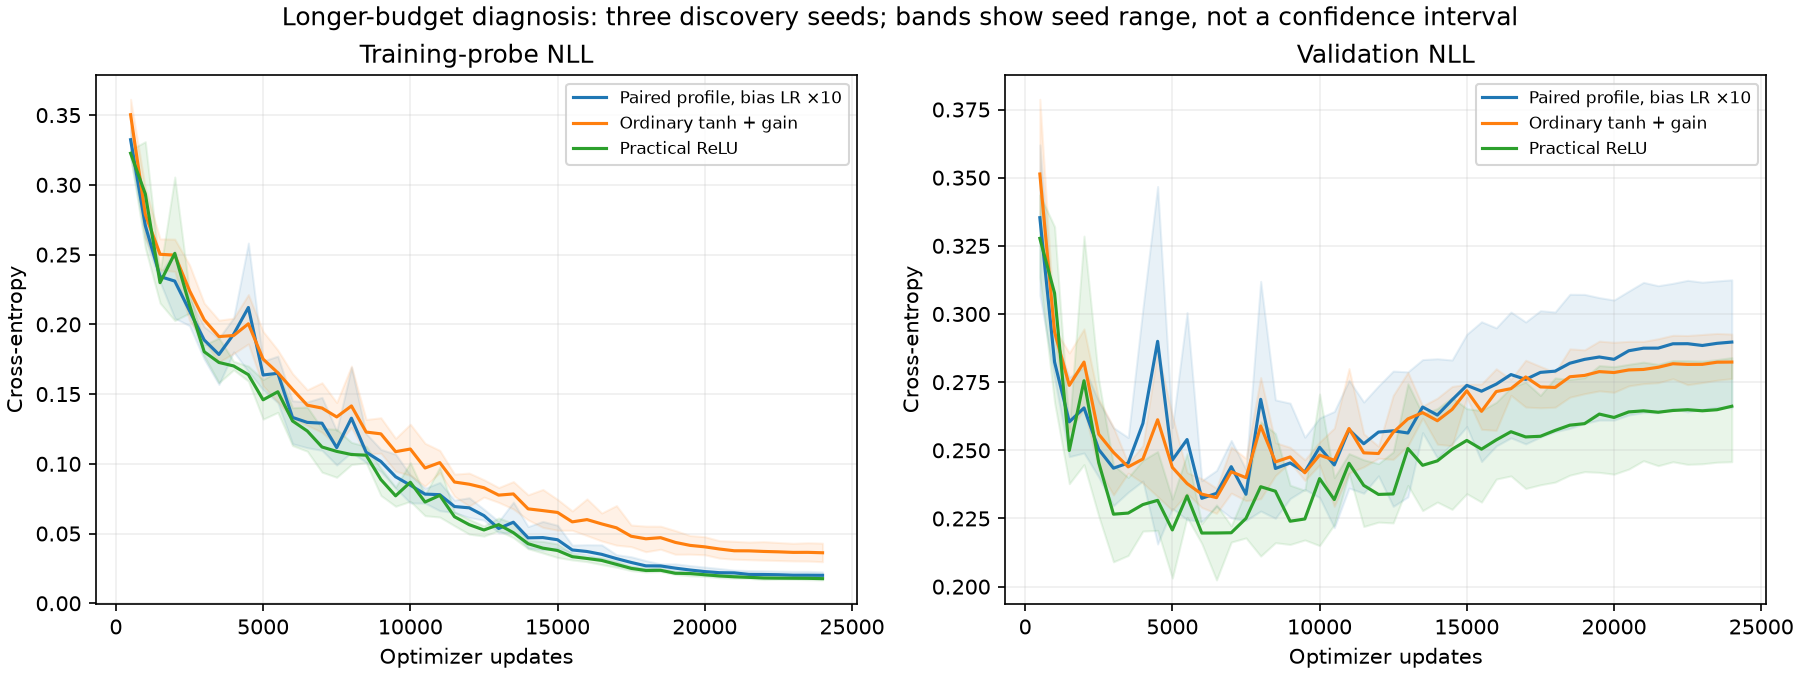 Longer-budget diagnosis: three discovery seeds; bands show seed range, not a confidence interval
Training-probe NLL
Cross-entropy
0.35
0.30
0.25
0.20
0.15
0.10
0.05
0.00
Paired profile, bias LR ×10
Ordinary tanh + gain
Practical ReLU
0
5000
10000
15000
20000
25000
Optimizer updates
Validation NLL
Cross-entropy
0.375
0.350
0.325
0.300
0.275
0.250
0.225
0.200
Paired profile, bias LR ×10
Ordinary tanh + gain
Practical ReLU
0
5000
10000
15000
20000
25000
Optimizer updates